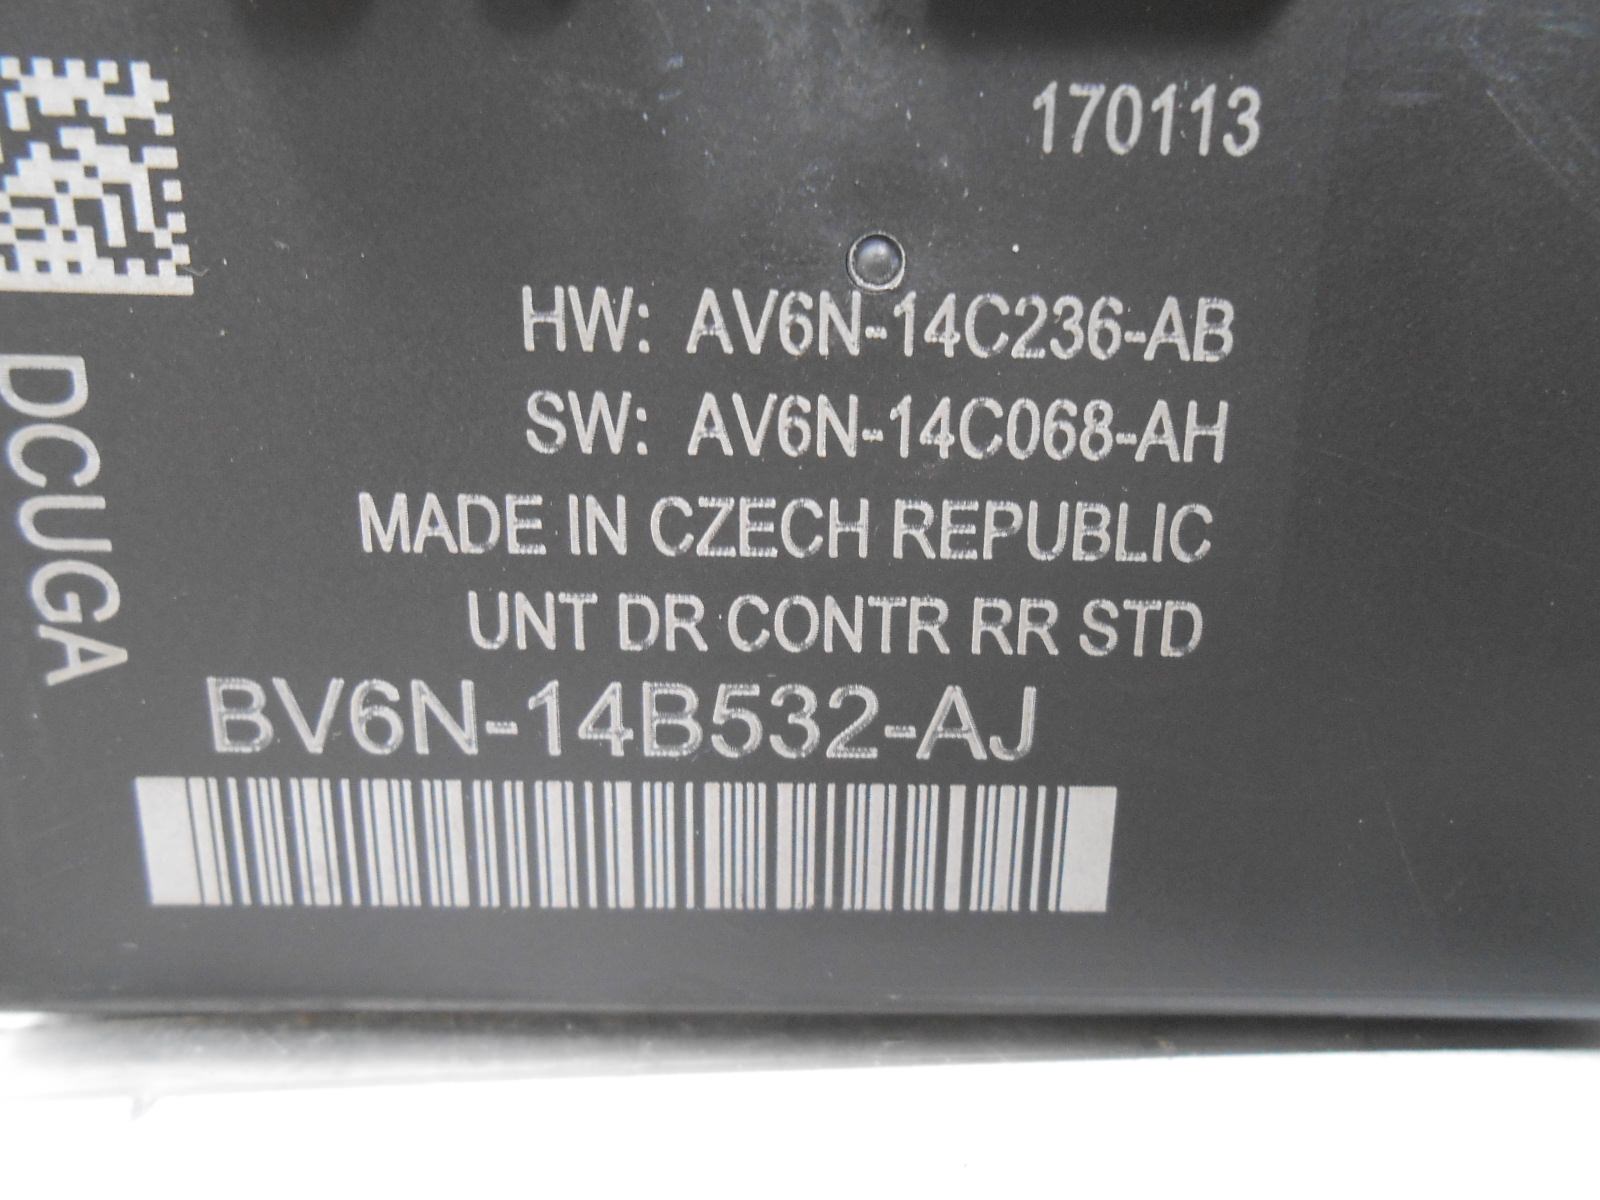 170113
HW: AV6N-14C236-AB
SW: AV6N-14C068-AH
MADE IN CZECH REPUBLIC
UNT DR CONTR RR STD
BV6N-14B532-AJ
DCUGA